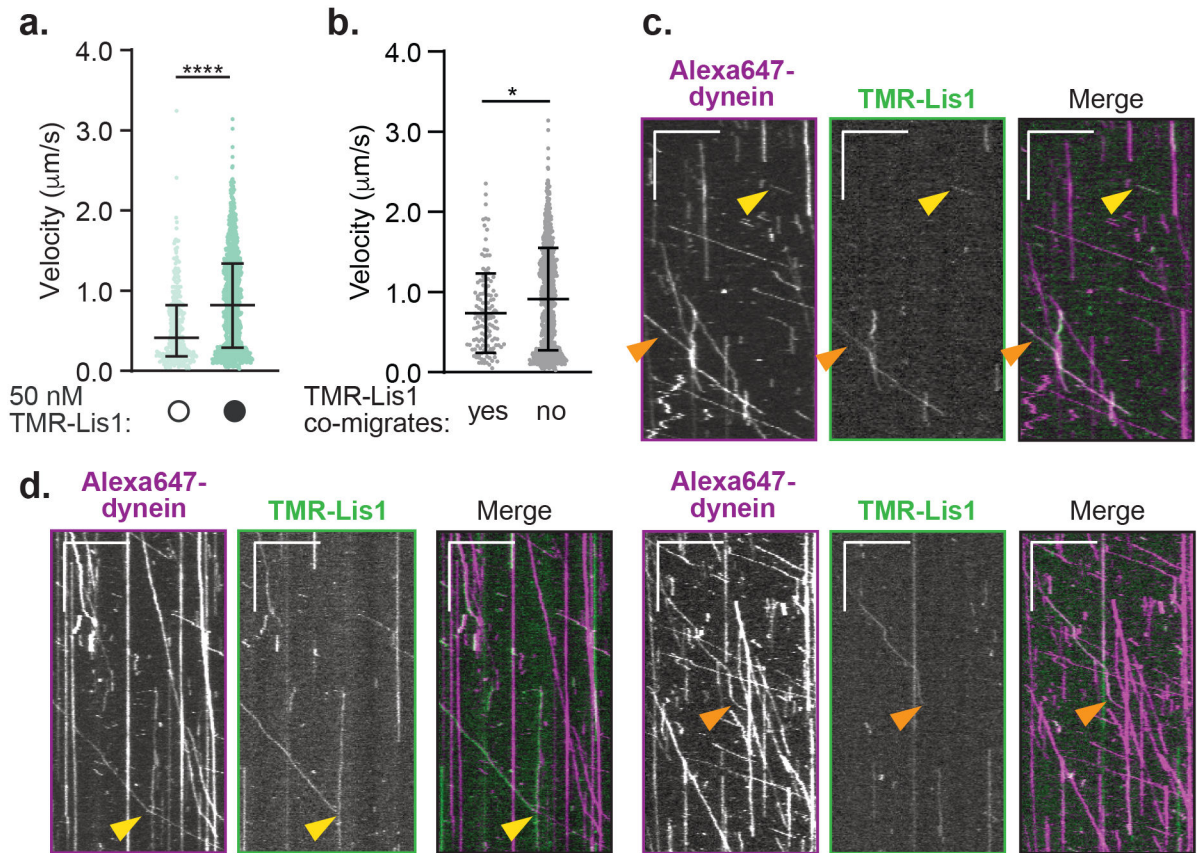 a.
4.0
3.0
2.0
1.0
0.0
Velocity (μm/s)
****
50 nM
TMR-Lis1:
b.
4.0
3.0
2.0
1.0
0.0
Velocity (μm/s)
*
TMR-Lis1
co-migrates:
yes
no
c.
Alexa647-
dynein
TMR-Lis1
Merge
d.
Alexa647-
dynein
TMR-Lis1
Merge
Alexa647-
dynein
TMR-Lis1
Merge